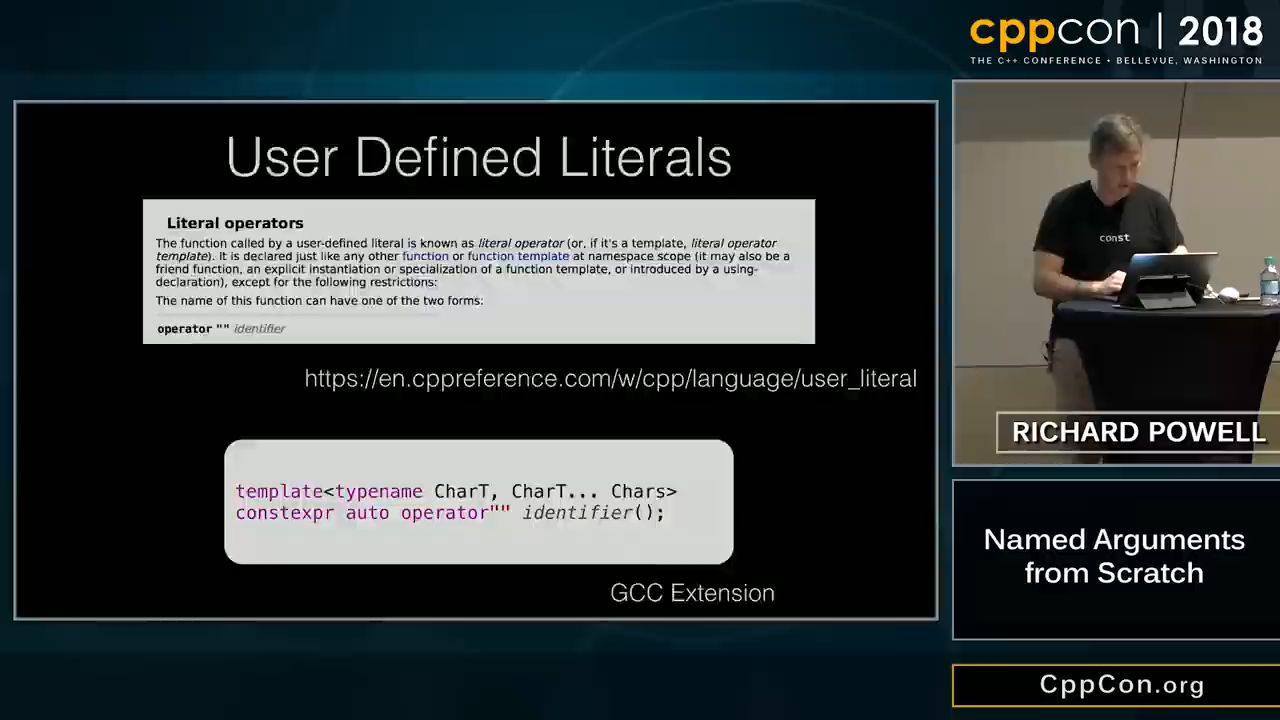 cppcon | 2018
THE C++ CONFERENCE • BELLEVUE, WASHINGTON
User Defined Literals
Literal operators
The function called by a user-defined literal is known as literal operator (or, if it's a template, literal operator
template). It is declared just like any other function or function template at namespace scope (it may also be a
friend function, an explicit instantiation or specialization of a function template, or introduced by a using-
declaration), except for the following restrictions:
The name of this function can have one of the two forms:
operator "" identifier
https://en.cppreference.com/w/cpp/language/user_literal
template<typename CharT, CharT... Chars>
constexpr auto operator"" identifier();
GCC Extension
const
RICHARD POWELL
Named Arguments
from Scratch
CppCon.org